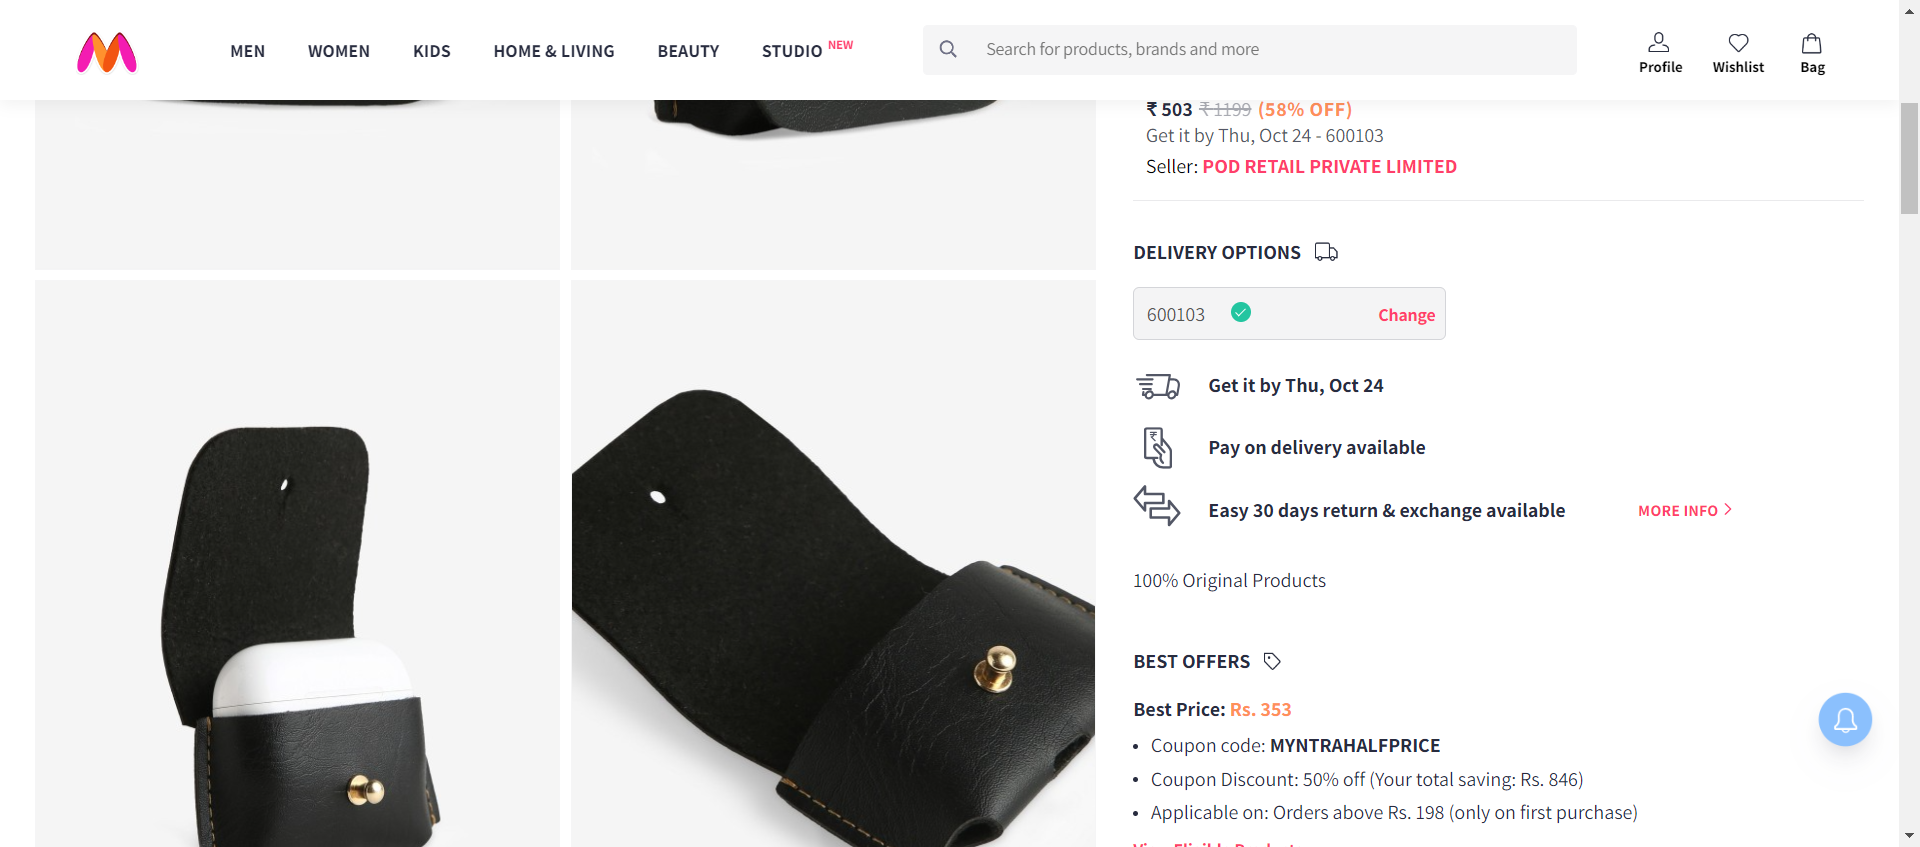 MEN
WOMEN
KIDS
HOME & LIVING
BEAUTY
STUDIO NEW
Search for products, brands and more
Profile
Wishlist
Bag
₹ 503 ₹ 1199 (58% OFF)
Get it by Thu, Oct 24 - 600103
Seller: POD RETAIL PRIVATE LIMITED
DELIVERY OPTIONS
600103
Change
Get it by Thu, Oct 24
Pay on delivery available
Easy 30 days return & exchange available
MORE INFO
100% Original Products
BEST OFFERS
Best Price: Rs. 353
• Coupon code: MYNTRAHALFPRICE
• Coupon Discount: 50% off (Your total saving: Rs. 846)
• Applicable on: Orders above Rs. 198 (only on first purchase)